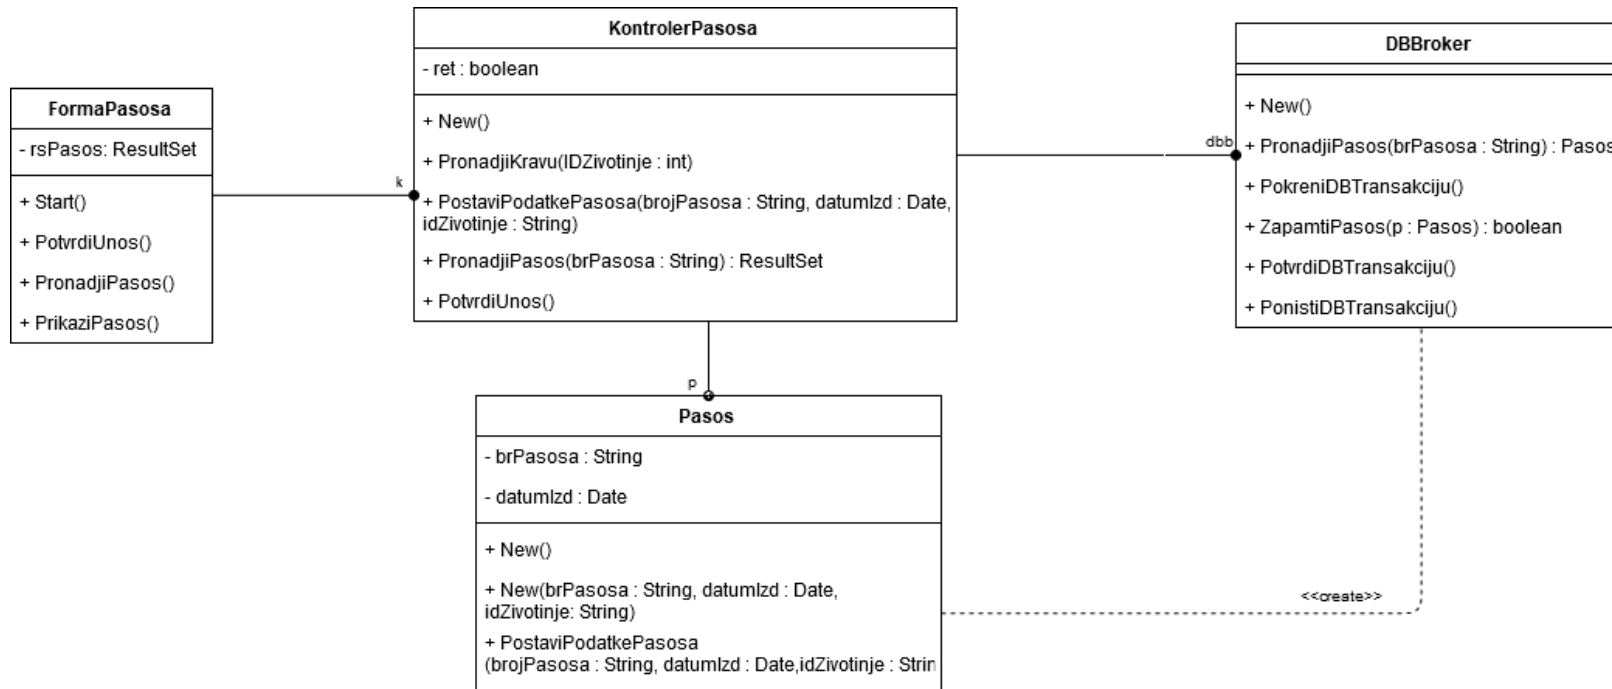 FormaPasosa
- rsPasos: ResultSet
+ Start()
+ PotvrdiUnos()
+ PronadjiPasos()
+ PrikaziPasos()
k
KontrolerPasosa
- ret : boolean
+ New()
+ PronadjiKravu(IDZivotinje : int)
+ PostaviPodatkePasosa(brojPasosa : String, datumIzd : Date,
idZivotinje : String)
+ PronadjiPasos(brPasosa : String) : ResultSet
+ PotvrdiUnos()
dbb
DBBroker
+ New()
+ PronadjiPasos(brPasosa : String) : Pasos
+ PokreniDBTransakciju()
+ ZapamtiPasos(p : Pasos) : boolean
+ PotvrdiDBTransakciju()
+ PonistiDBTransakciju()
p
Pasos
- brPasosa : String
- datumIzd : Date
+ New()
+ New(brPasosa : String, datumIzd : Date,
idZivotinje: String)
+ PostaviPodatkePasosa
(brojPasosa : String, datumIzd : Date,idZivotinje : Strin
<<create>>